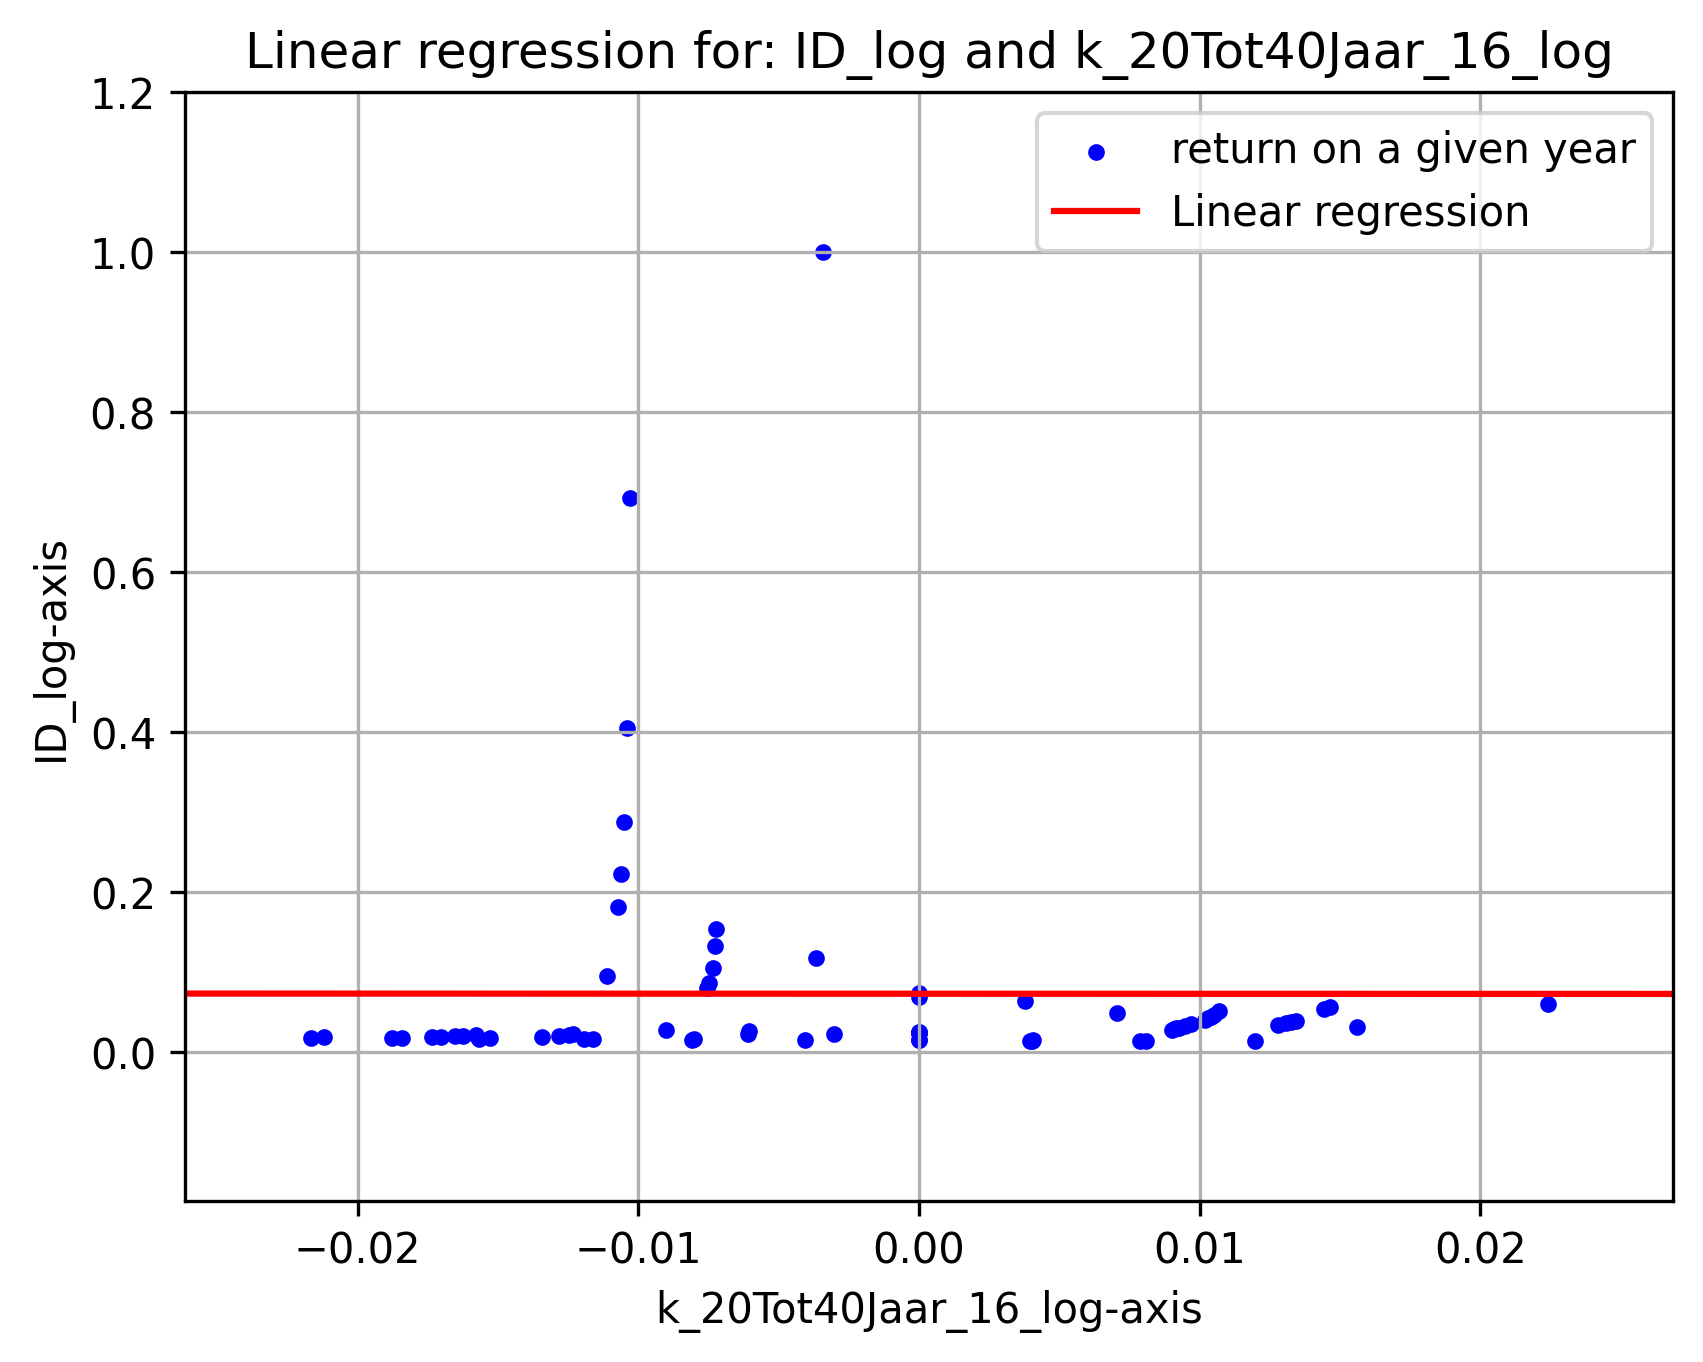 Linear regression for: ID_log and k_20Tot40Jaar_16_log
return on a given year
Linear regression
ID_log-axis
1.2
1.0
0.8
0.6
0.4
0.2
0.0
−0.02 −0.01 0.00 0.01 0.02
k_20Tot40Jaar_16_log-axis